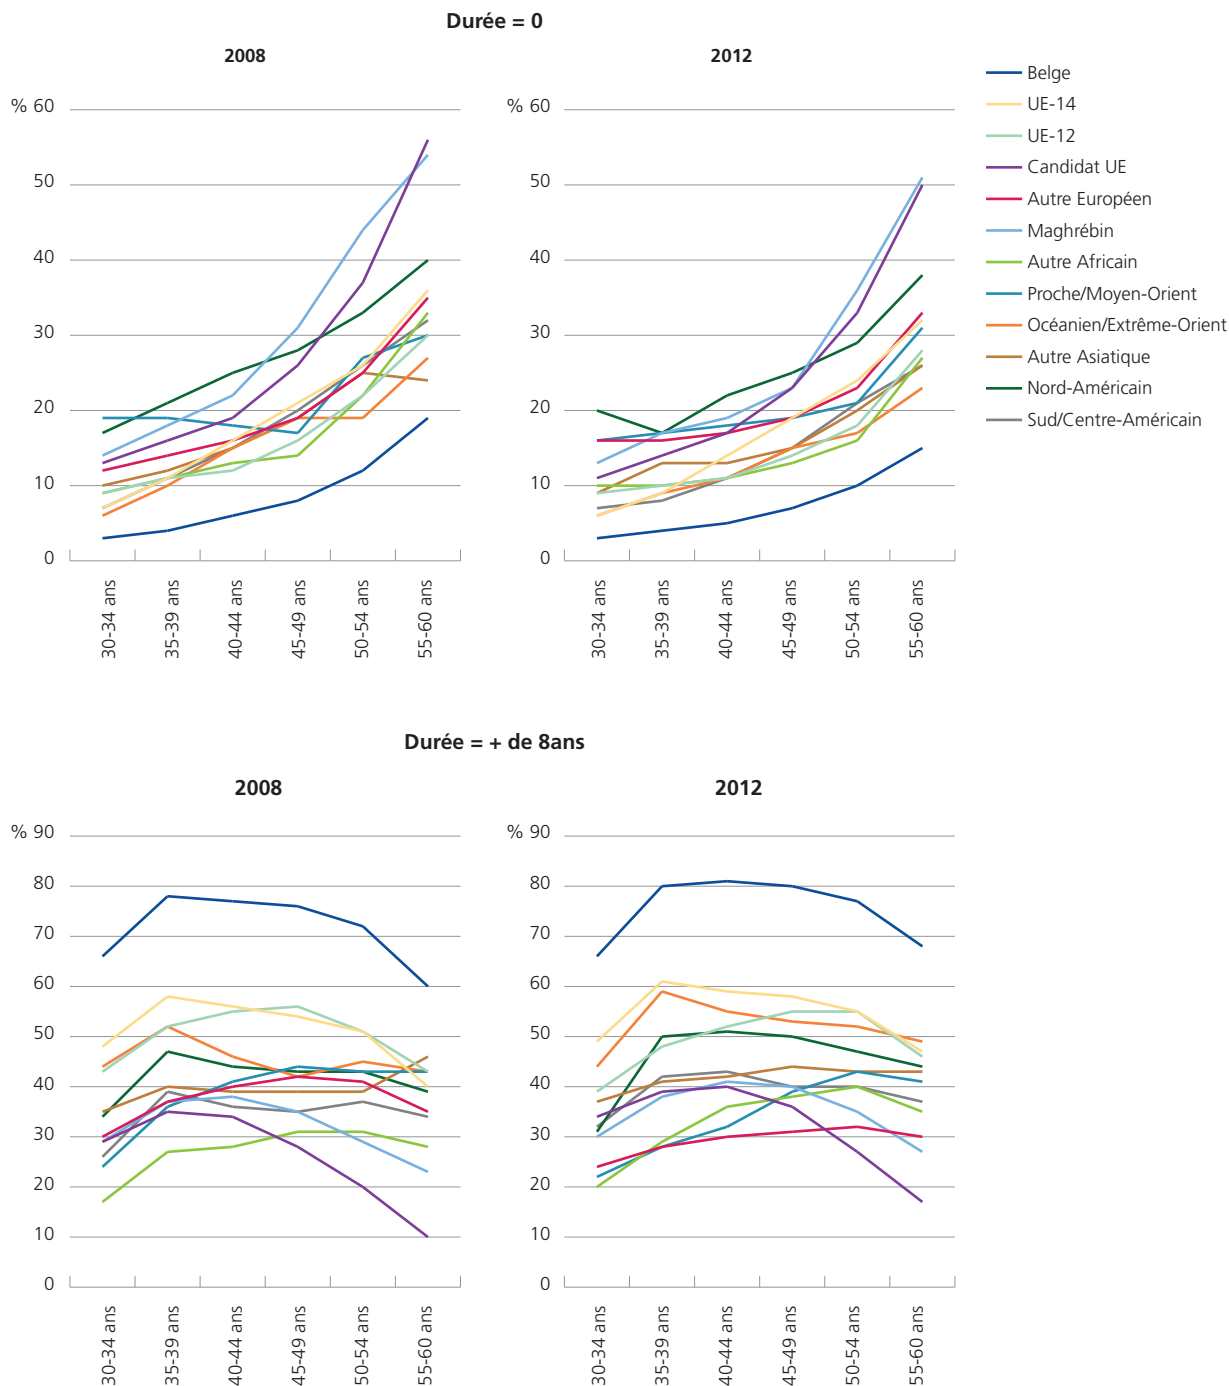 Durée = 0
2008
2012
% 60
50
40
30
20
10
0
30-34 ans
35-39 ans
40-44 ans
45-49 ans
50-54 ans
55-60 ans
% 60
50
40
30
20
10
0
30-34 ans
35-39 ans
40-44 ans
45-49 ans
50-54 ans
55-60 ans
Belge
UE-14
UE-12
Candidat UE
Autre Européen
Maghrébin
Autre Africain
Proche/Moyen-Orient
Océanien/Extrême-Orient
Autre Asiatique
Nord-Américain
Sud/Centre-Américain
Durée = + de 8ans
2008
2012
% 90
80
70
60
50
40
30
20
10
0
30-34 ans
35-39 ans
40-44 ans
45-49 ans
50-54 ans
55-60 ans
% 90
80
70
60
50
40
30
20
10
0
30-34 ans
35-39 ans
40-44 ans
45-49 ans
50-54 ans
55-60 ans